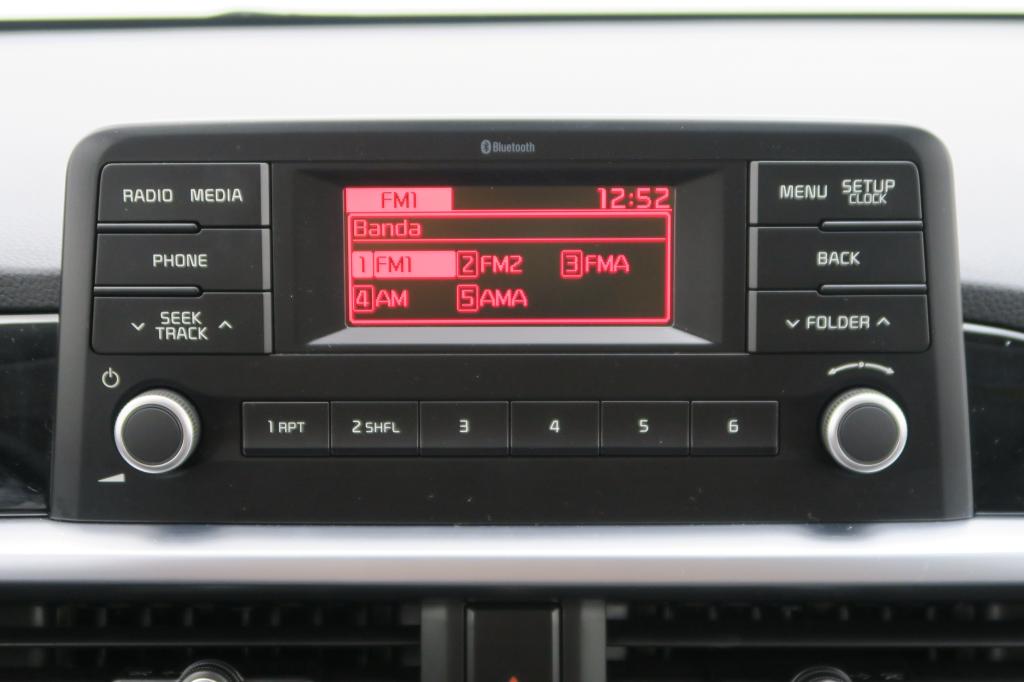 Bluetooth
RADIO MEDIA
PHONE
SEEK
TRACK
FM1 12:52
Banda
1 FM1 2 FM2 3 FMA
4 AM 5 AMA
MENU SETUP
CLOCK
BACK
FOLDER
1 RPT 2 SHFL 3 4 5 6